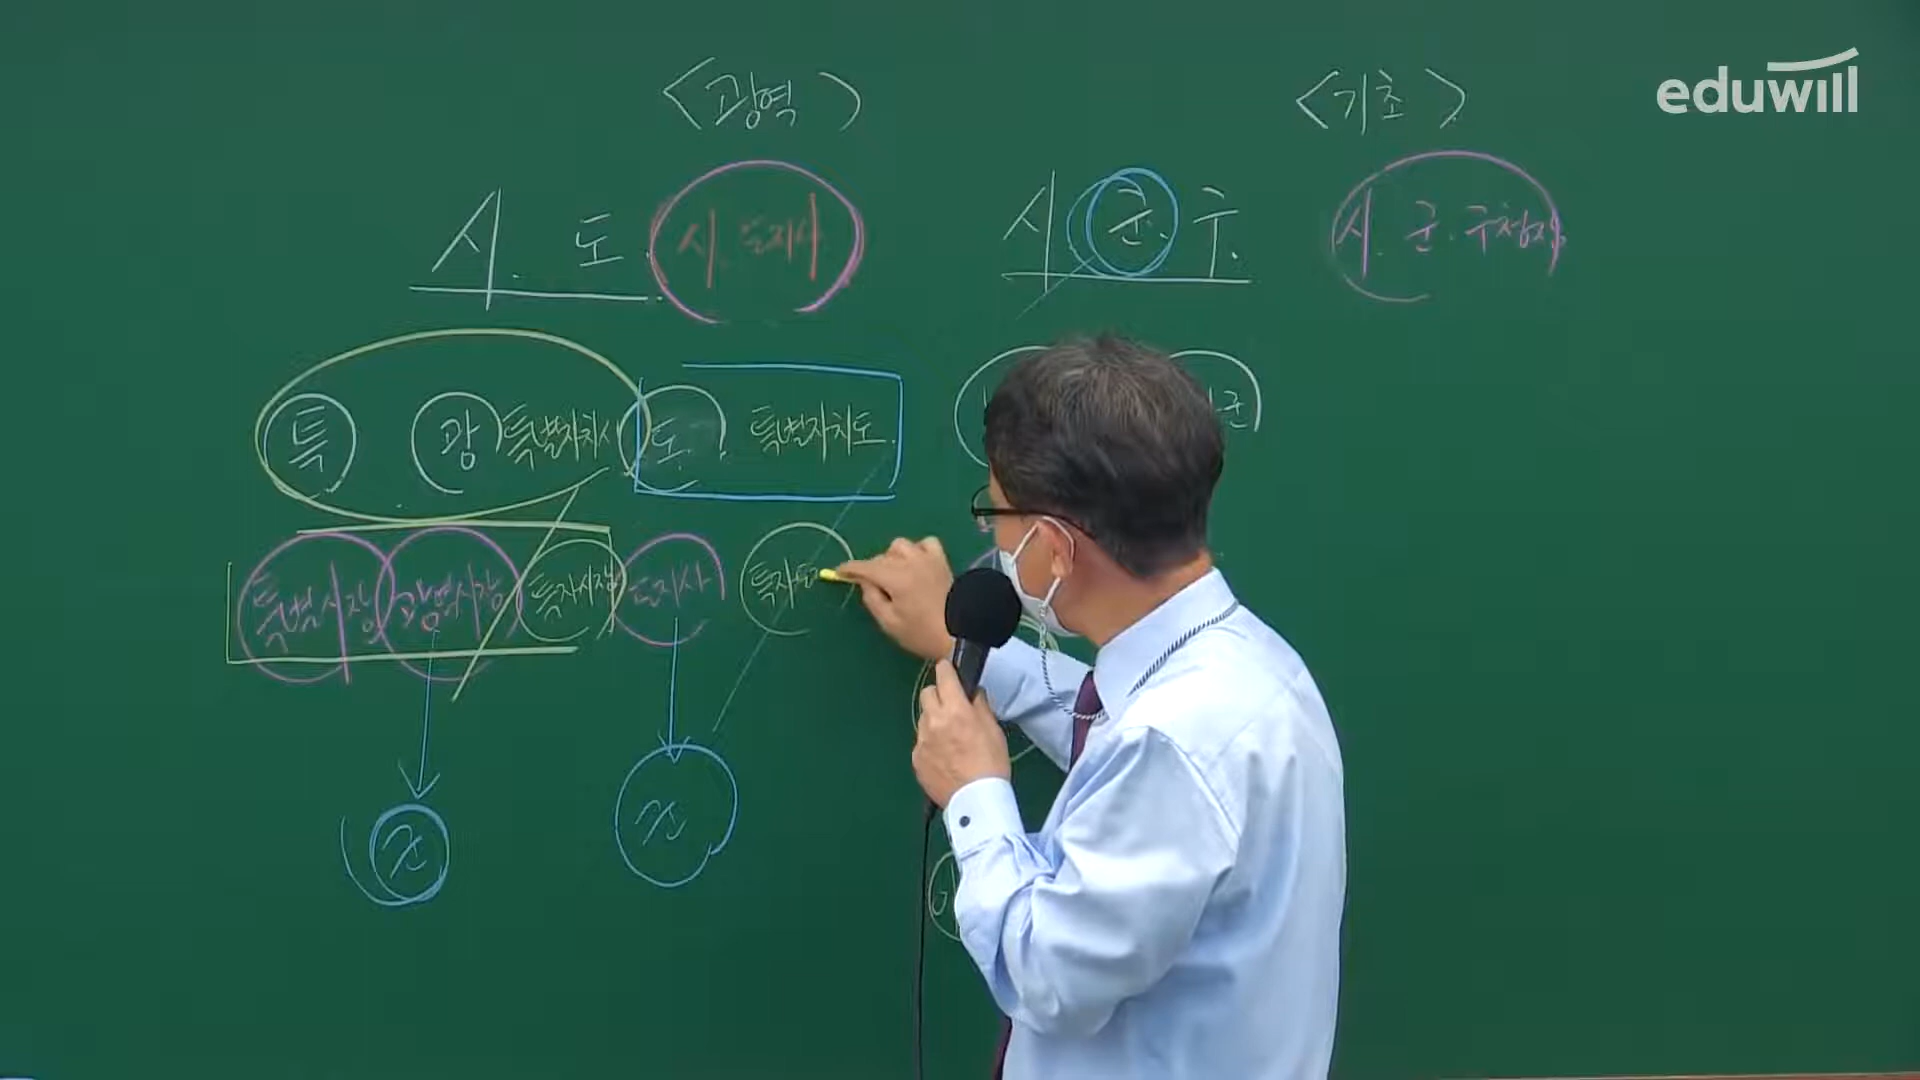 eduwill
<광역> <기초>
시. 도. 시.도지사 시 군. 구. 시. 군. 구청장
특 광 특별자치시 도. 특별자치도. 군
특별시장 광역시장 특자시장 도지사 특자도
군
군